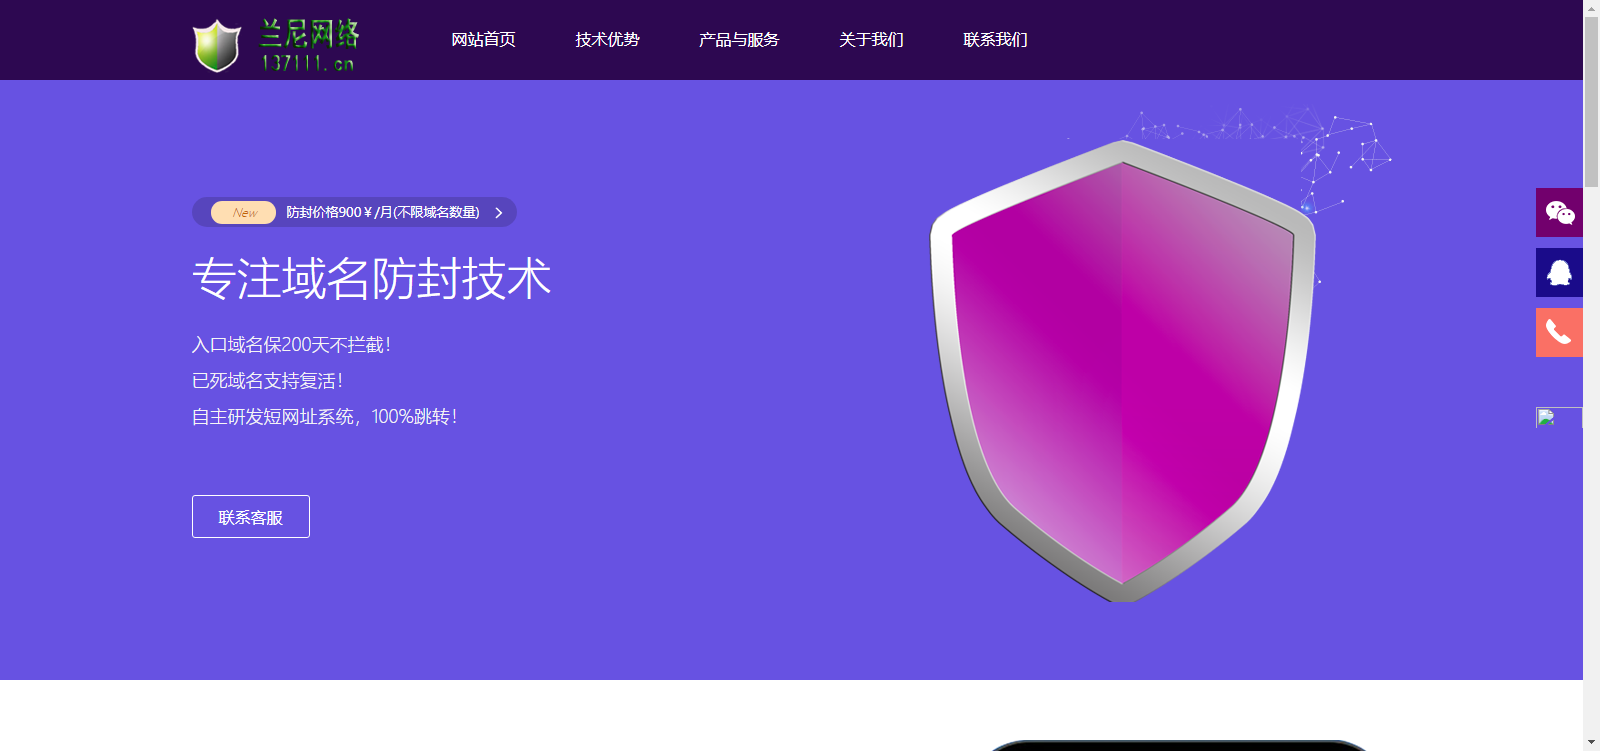 兰尼网络
137111.cn
网站首页
技术优势
产品与服务
关于我们
联系我们
New
防封价格900￥/月(不限域名数量)
专注域名防封技术
入口域名保200天不拦截！
已死域名支持复活！
自主研发短网址系统，100%跳转！
联系客服